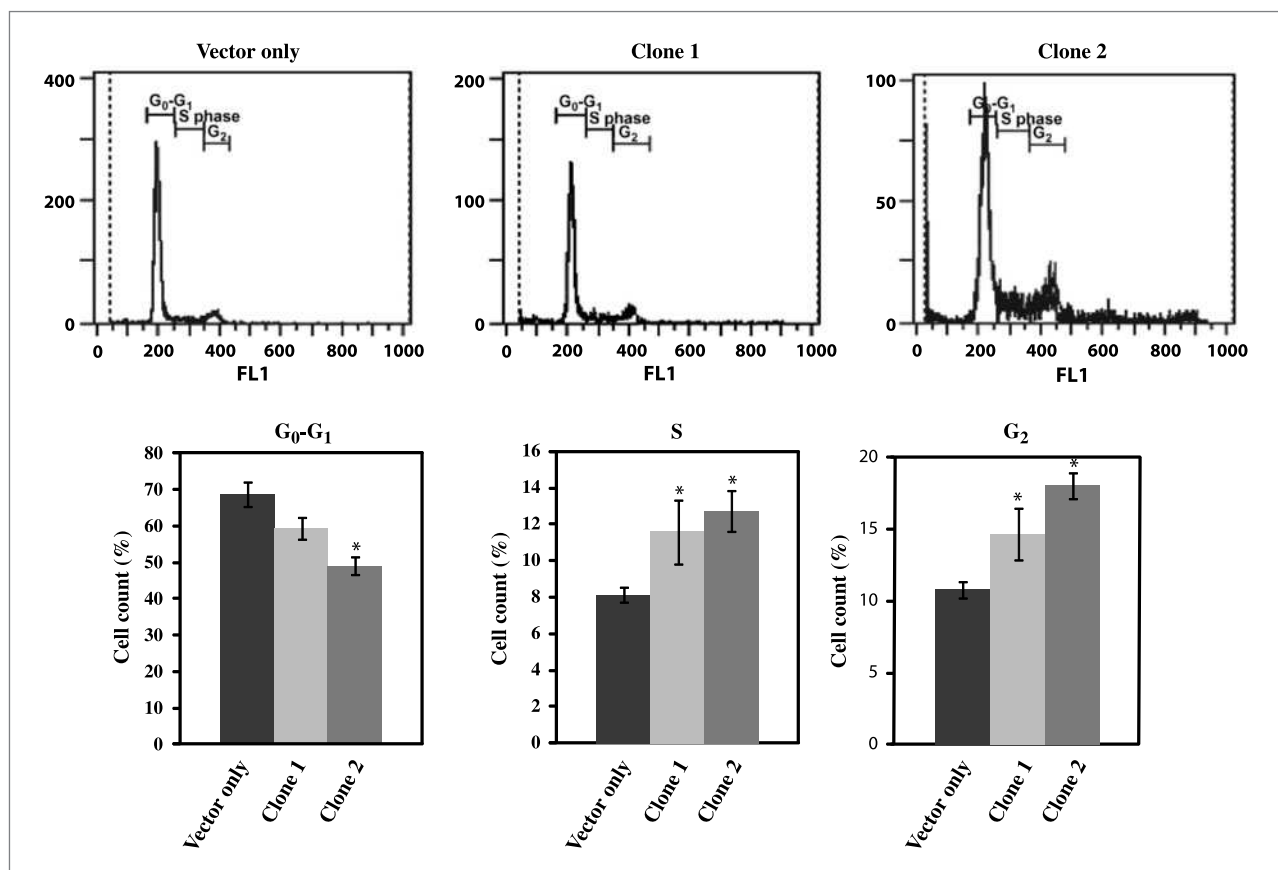 Vector only
400
200
0
G₀-G₁
S phase
G₂
0 200 400 600 800 1000
FL1
Clone 1
200
100
0
G₀-G₁
S phase
G₂
0 200 400 600 800 1000
FL1
Clone 2
100
50
0
G₀-G₁
S phase
G₂
0 200 400 600 800 1000
FL1
G₀-G₁
Cell count (%)
80
70
60
50
40
30
20
10
0
*
Vector only
Clone 1
Clone 2
S
Cell count (%)
16
14
12
10
8
6
4
2
0
*
*
Vector only
Clone 1
Clone 2
G₂
Cell count (%)
20
15
10
5
0
*
*
Vector only
Clone 1
Clone 2